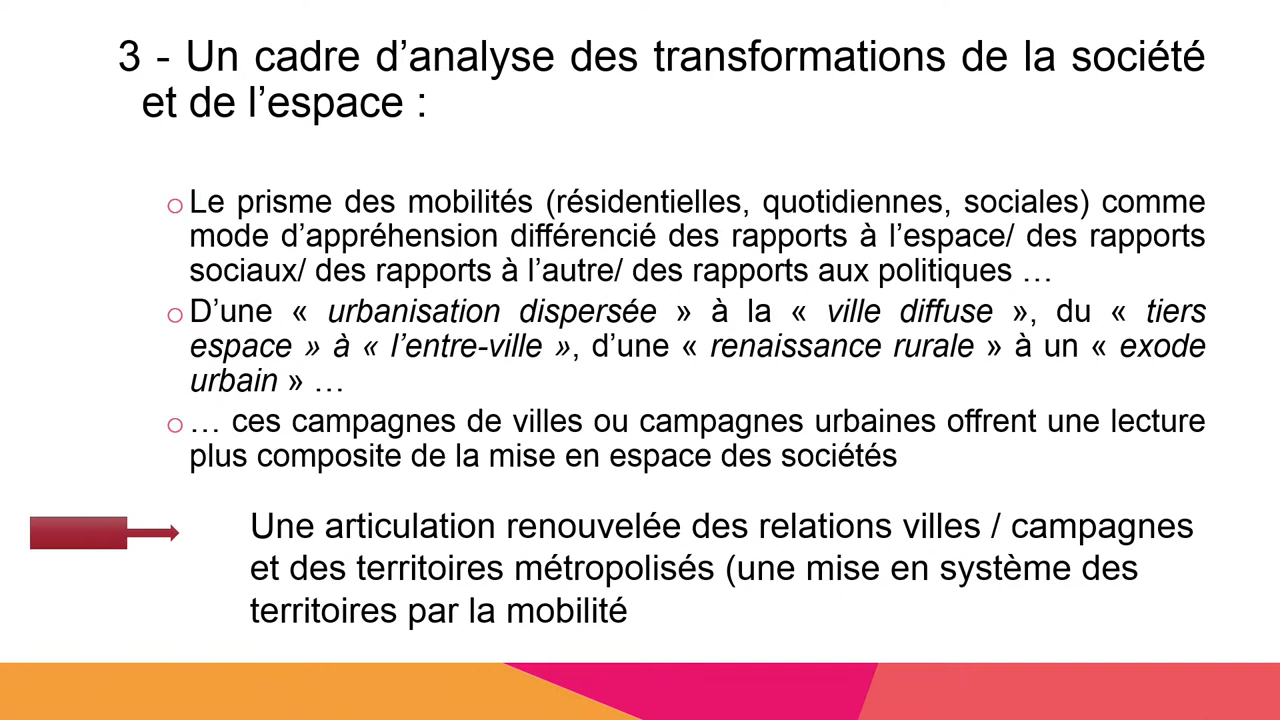 3 - Un cadre d’analyse des transformations de la société
et de l’espace :
Le prisme des mobilités (résidentielles, quotidiennes, sociales) comme
mode d’appréhension différencié des rapports à l’espace/ des rapports
sociaux/ des rapports à l’autre/ des rapports aux politiques …
D’une « urbanisation dispersée » à la « ville diffuse », du « tiers
espace » à « l’entre-ville », d’une « renaissance rurale » à un « exode
urbain » …
… ces campagnes de villes ou campagnes urbaines offrent une lecture
plus composite de la mise en espace des sociétés
Une articulation renouvelée des relations villes / campagnes
et des territoires métropolisés (une mise en système des
territoires par la mobilité